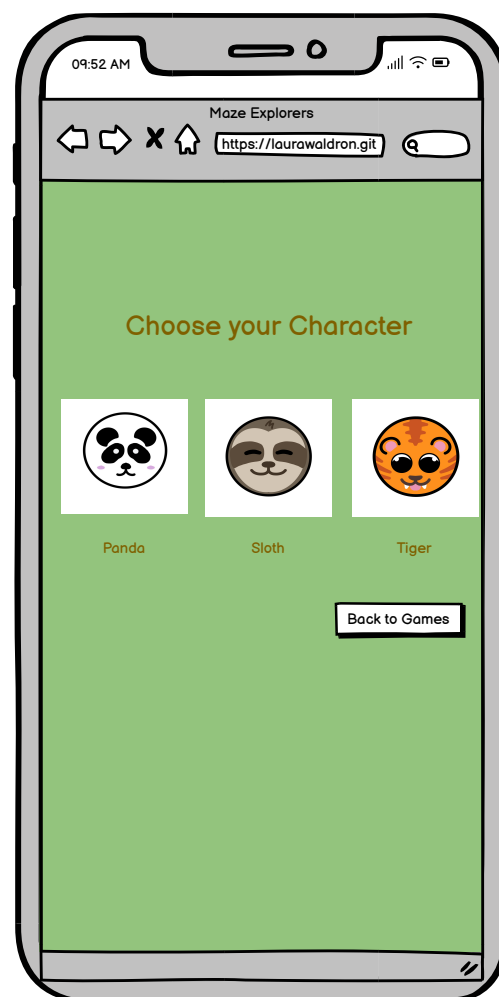 09:52 AM
Maze Explorers
https://laurawaldron.git
Choose your Character
Panda
Sloth
Tiger
Back to Games